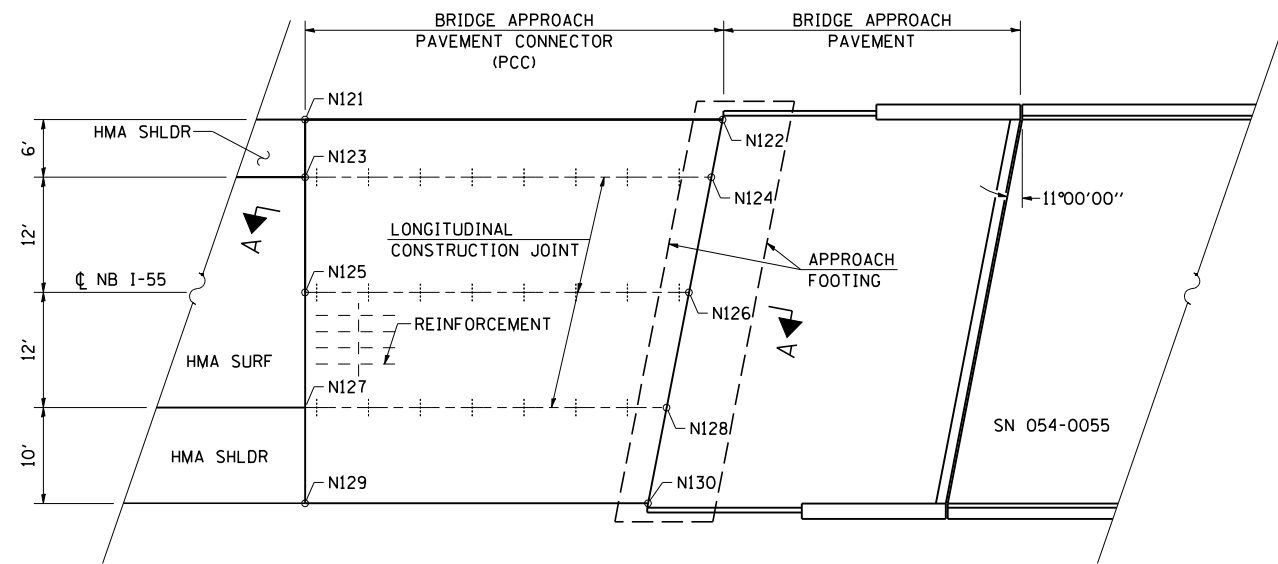 BRIDGE APPROACH
PAVEMENT CONNECTOR
(PCC)
BRIDGE APPROACH
PAVEMENT
N121
HMA SHLDR
6'
N122
N123
N124
11°00'00''
12'
A
LONGITUDINAL
CONSTRUCTION JOINT
APPROACH
FOOTING
℄ NB I-55
N125
N126
REINFORCEMENT
A
12'
HMA SURF
N127
N128
SN 054-0055
10'
HMA SHLDR
N129
N130